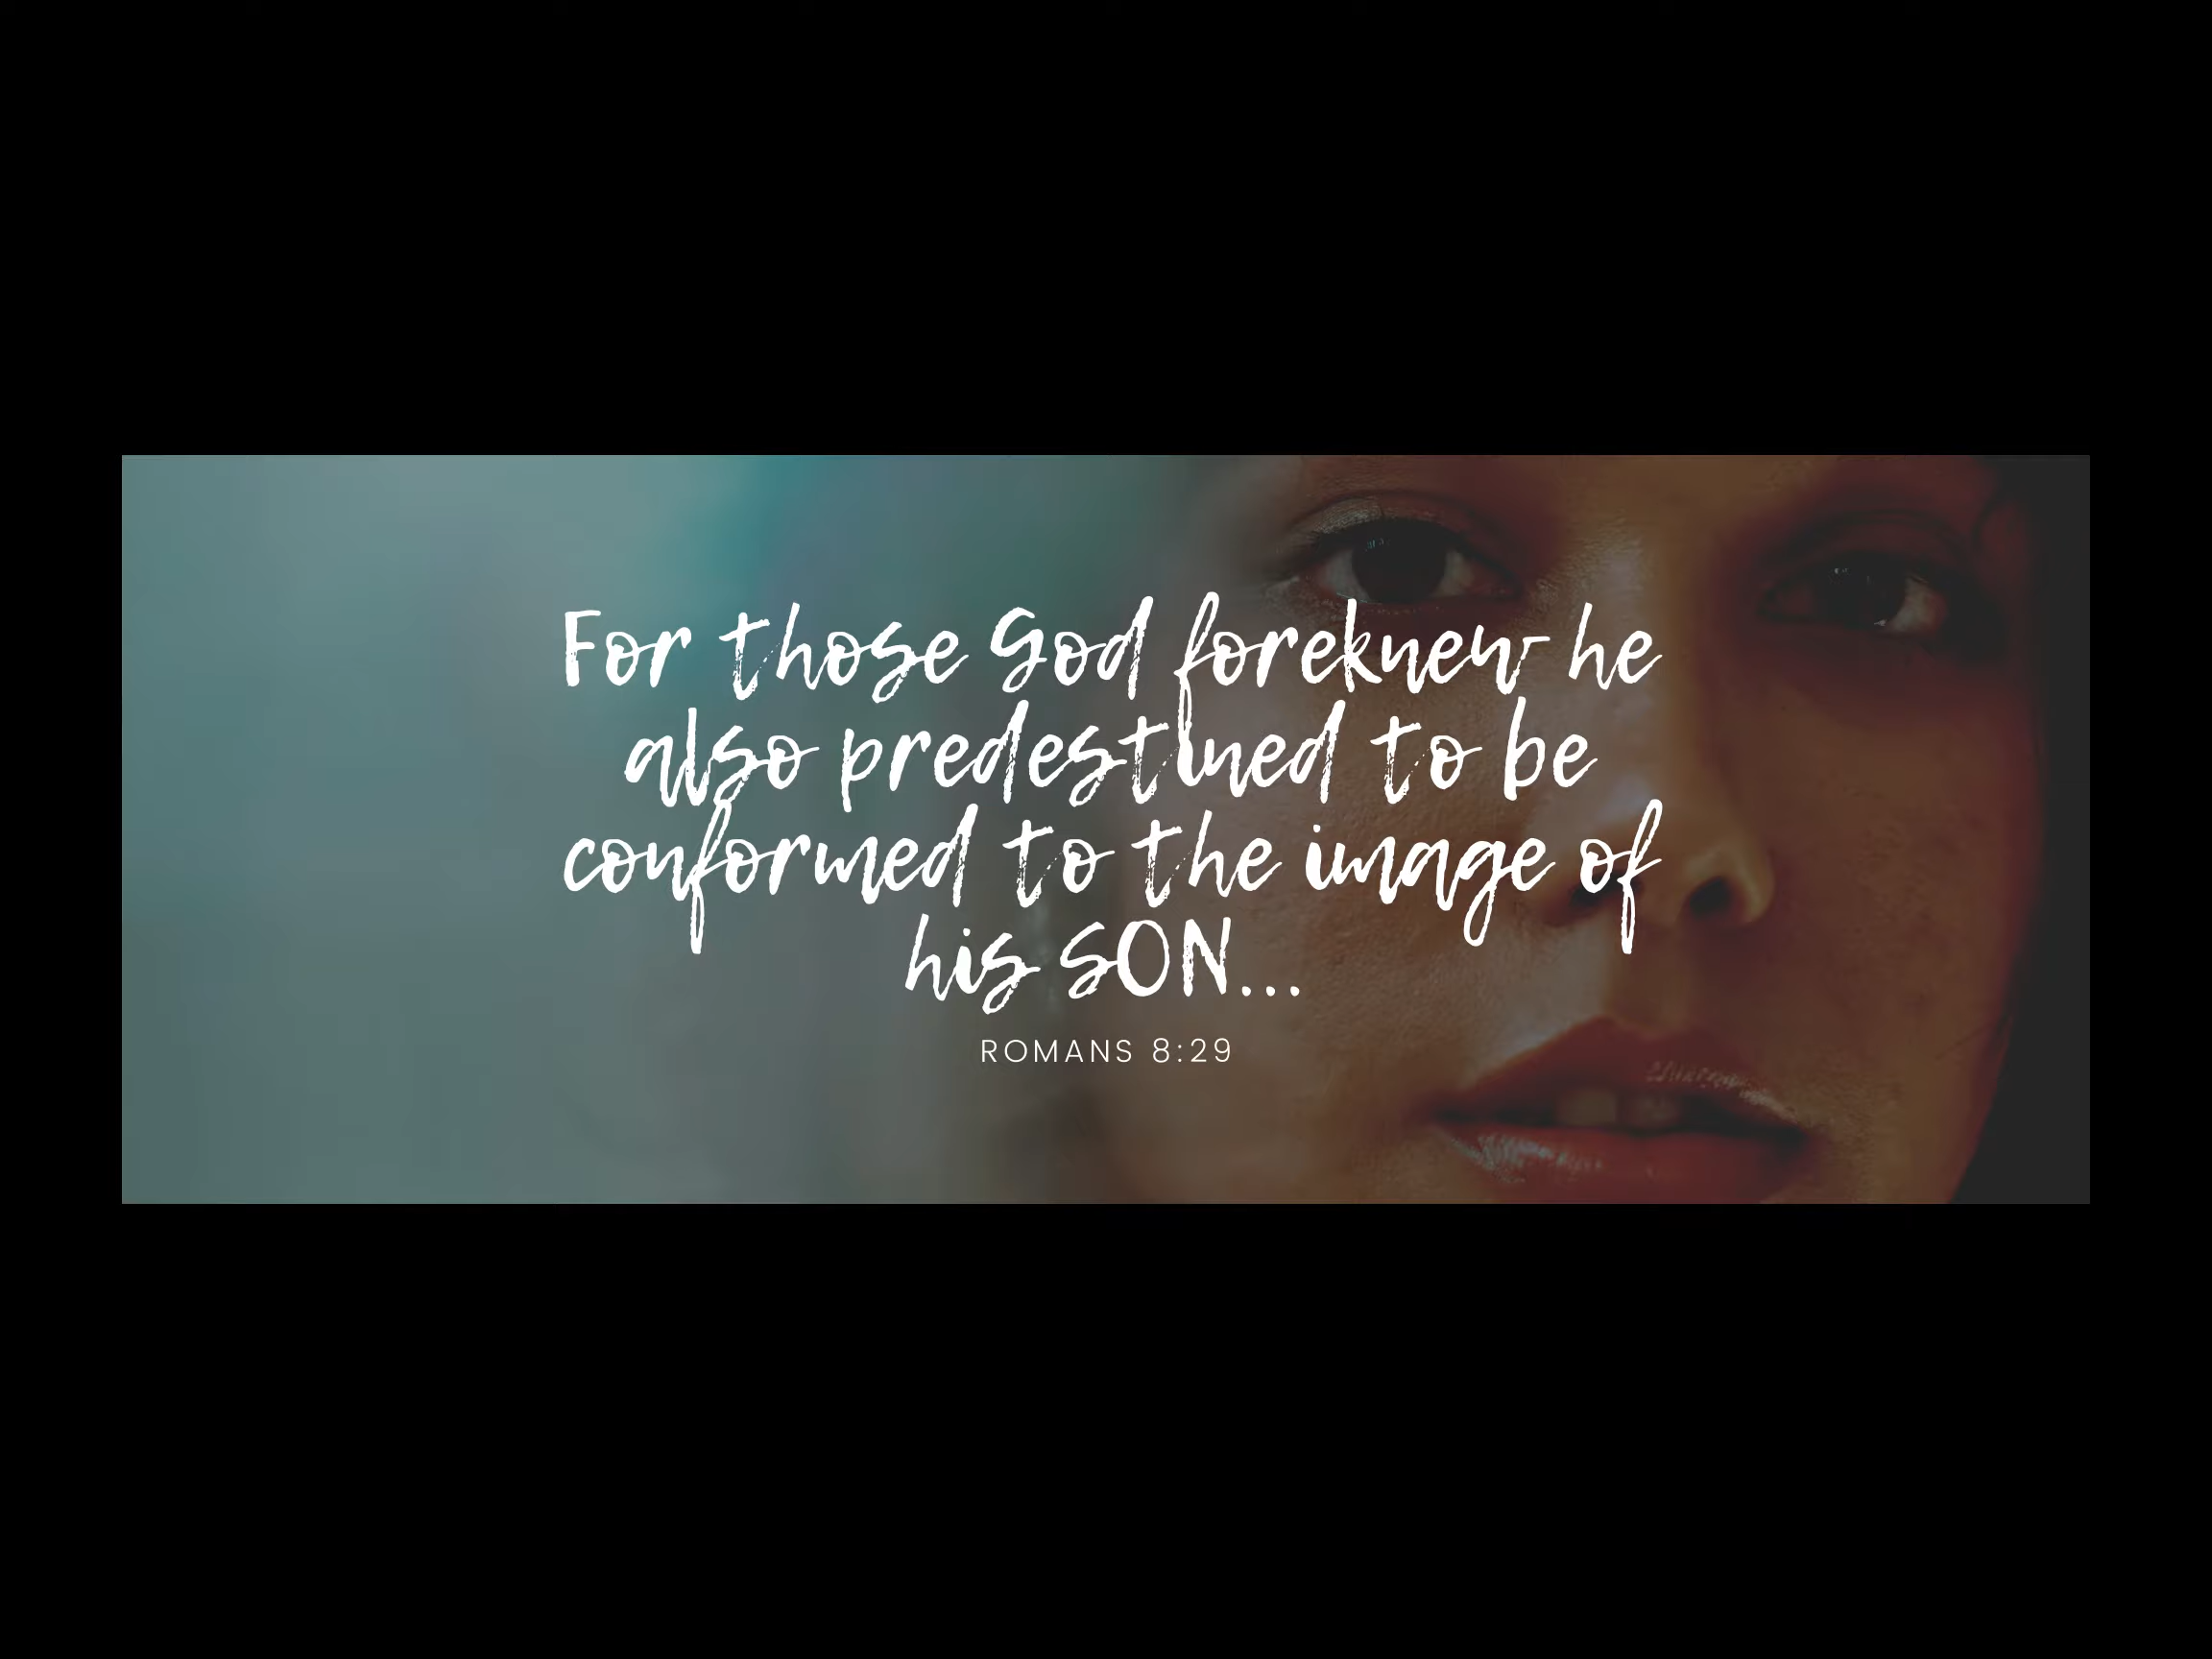 For those God foreknew he
also predestined to be
conformed to the image of
his SON...
ROMANS 8:29